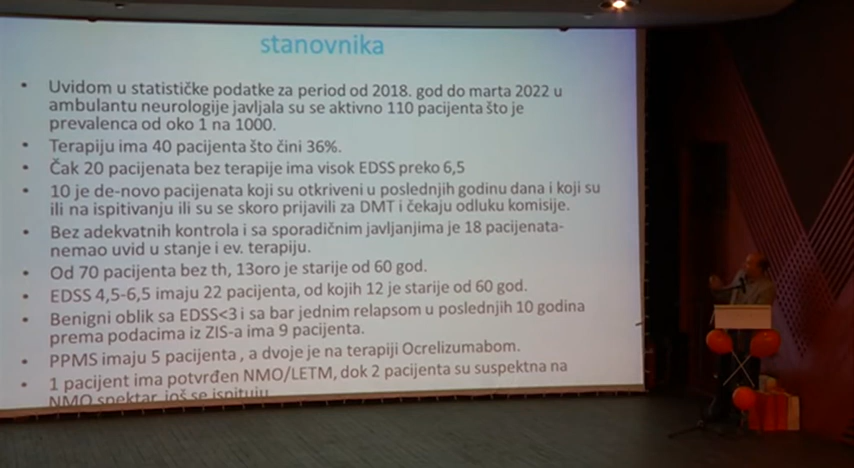 stanovnika
• Uvidom u statističke podatke za period od 2018. god do marta 2022 u
ambulantu neurologije javljala su se aktivno 110 pacijenta što je
prevalenca od oko 1 na 1000.
• Terapiju ima 40 pacijenta što čini 36%.
• Čak 20 pacijenata bez terapije ima visok EDSS preko 6,5
• 10 je de-novo pacijenata koji su otkriveni u poslednjih godinu dana i koji su
ili na ispitivanju ili su se skoro prijavili za DMT i čekaju odluku komisije.
• Bez adekvatnih kontrola i sa sporadičnim javljanjima je 18 pacijenata-
nemao uvid u stanje i ev. terapiju.
• Od 70 pacijenta bez th, 13oro je starije od 60 god.
• EDSS 4,5-6,5 imaju 22 pacijenta, od kojih 12 je starije od 60 god.
• Benigni oblik sa EDSS<3 i sa bar jednim relapsom u poslednjih 10 godina
prema podacima iz ZIS-a ima 9 pacijenta.
• PPMS imaju 5 pacijenta , a dvoje je na terapiji Ocrelizumabom.
• 1 pacijent ima potvrđen NMO/LETM, dok 2 pacijenta su suspektna na
NMO spektar, još se ispituju